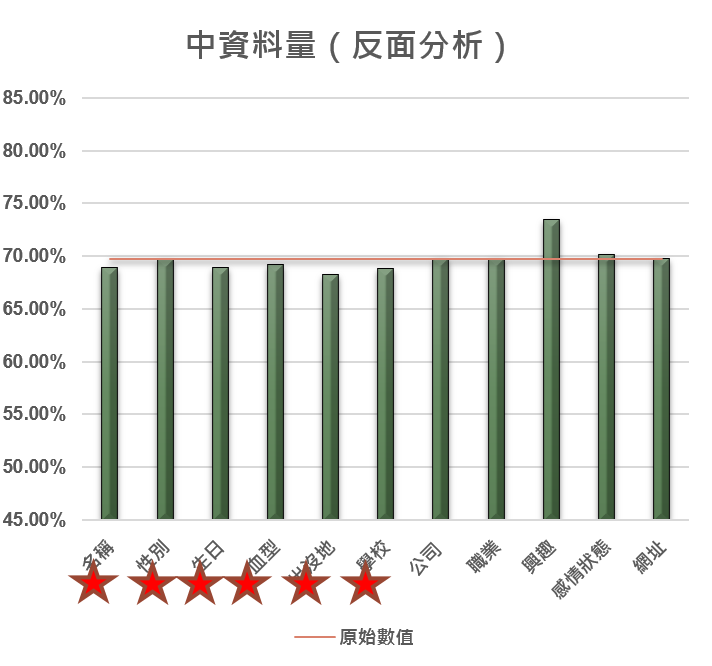 中資料量（反面分析）
85.00%
80.00%
75.00%
70.00%
65.00%
60.00%
55.00%
50.00%
45.00%
名稱
性別
生日
血型
出沒地
學校
公司
職業
興趣
感情狀態
網址
原始數值